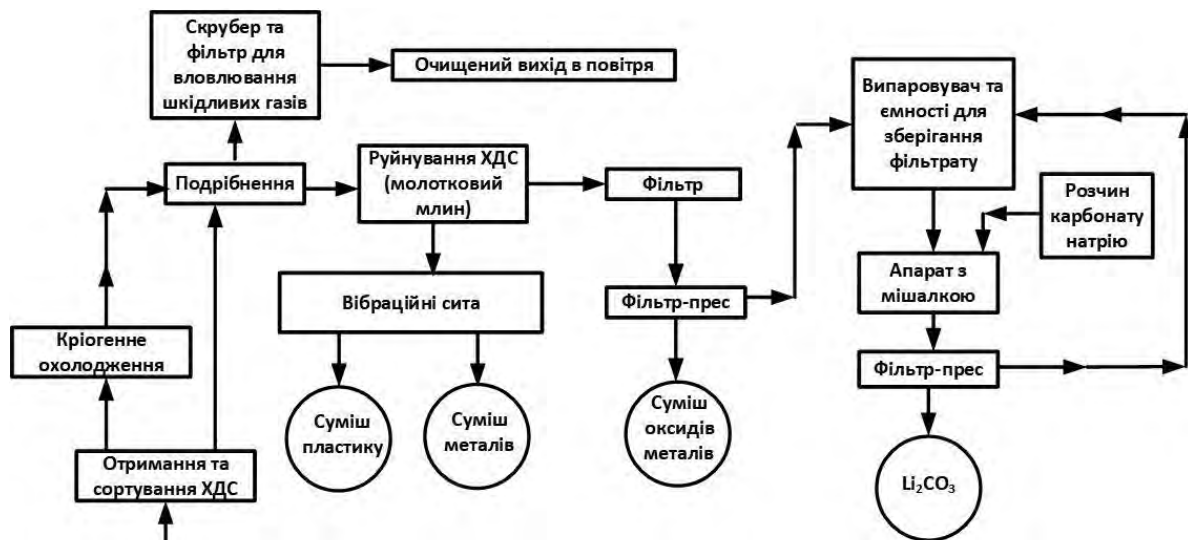 Скрубер та
фільтр для
вловлювання
шкідливих газів
Очищений вихід в повітря
Випаровувач та
ємності для
зберігання
фільтрату
Подрібнення
Руйнування ХДС
(молотковий
млин)
Фільтр
Розчин
карбонату
натрію
Апарат з
мішалкою
Вібраційні сита
Фільтр-прес
Кріогенне
охолодження
Фільтр-прес
Суміш
пластику
Суміш
металів
Суміш
оксидів
металів
Отримання та
сортування ХДС
Li₂CO₃